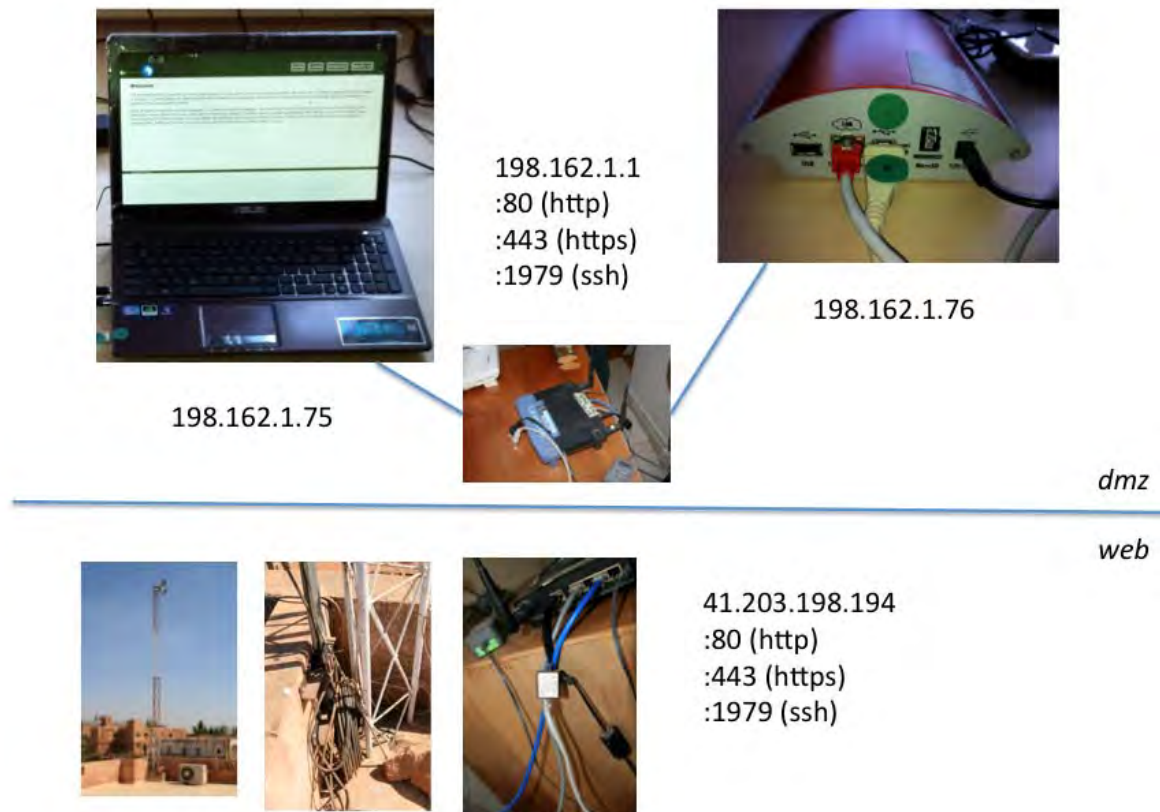 198.162.1.1
:80 (http)
:443 (https)
:1979 (ssh)
198.162.1.76
198.162.1.75
dmz
web
41.203.198.194
:80 (http)
:443 (https)
:1979 (ssh)